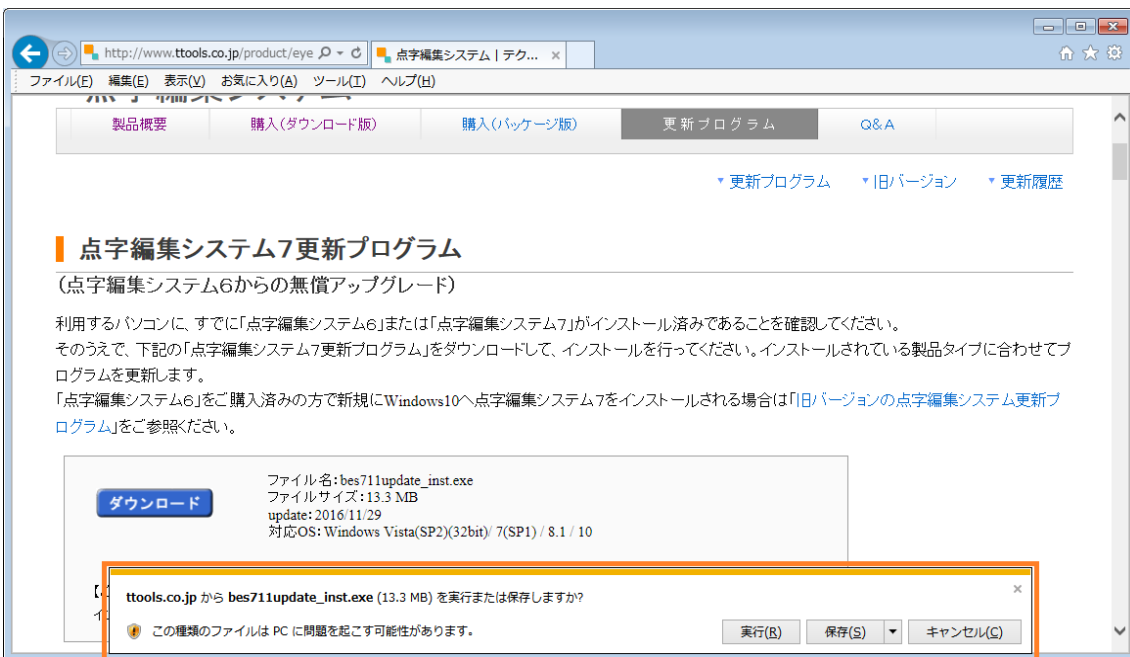 http://www.ttools.co.jp/product/eye
点字編集システム | テク...
ファイル(F) 編集(E) 表示(V) お気に入り(A) ツール(T) ヘルプ(H)
点字編集システム
製品概要 購入(ダウンロード版) 購入(パッケージ版) 更新プログラム Q&A
更新プログラム 旧バージョン 更新履歴
点字編集システム7更新プログラム
(点字編集システム6からの無償アップグレード)
利用するパソコンに、すでに「点字編集システム6」または「点字編集システム7」がインストール済みであることを確認してください。
そのうえで、下記の「点字編集システム7更新プログラム」をダウンロードして、インストールを行ってください。インストールされている製品タイプに合わせてプ
ログラムを更新します。
「点字編集システム6」をご購入済みの方で新規にWindows10へ点字編集システム7をインストールされる場合は「旧バージョンの点字編集システム更新プ
ログラム」をご参照ください。
ダウンロード
ファイル名:bes711update_inst.exe
ファイルサイズ:13.3 MB
update:2016/11/29
対応OS:Windows Vista(SP2)(32bit)/ 7(SP1) / 8.1 / 10
ttools.co.jp から bes711update_inst.exe (13.3 MB) を実行または保存しますか?
この種類のファイルは PC に問題を起こす可能性があります。
実行(R) 保存(S) キャンセル(C)